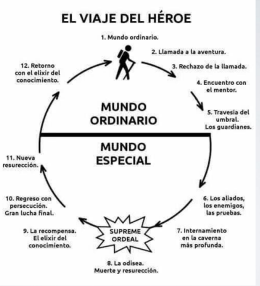 EL VIAJE DEL HÉROE
1. Mundo ordinario.
2. Llamada a la aventura.
3. Rechazo de la llamada.
4. Encuentro con
el mentor.
5. Travesía del
umbral.
Los guardianes.
6. Los aliados,
los enemigos,
las pruebas.
7. Internamiento
en la caverna
más profunda.
8. La odisea.
Muerte y resurección.
9. La recompensa.
El elixir del
conocimiento.
10. Regreso con
persecución.
Gran lucha final.
11. Nueva
resurección.
12. Retorno
con el elixir del
conocimiento.
MUNDO
ORDINARIO
MUNDO
ESPECIAL
SUPREME
ORDEAL